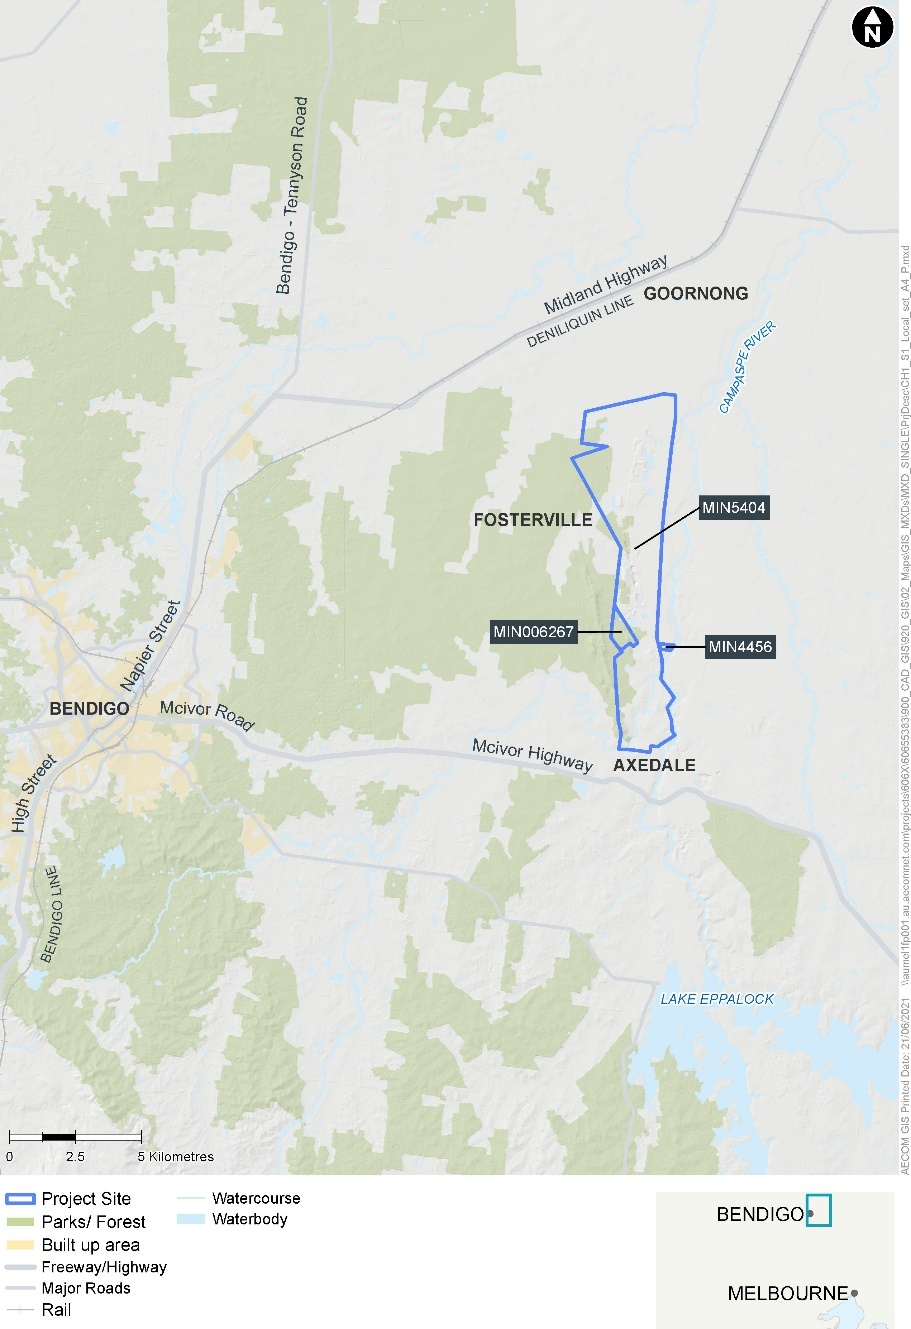 N
Bendigo - Tennyson Road
Midland Highway
DENILIQUIN LINE
GOORNONG
CAMPASPE RIVER
MIN5404
FOSTERVILLE
MIN006267
MIN4456
Napier Street
BENDIGO
McIvor Road
McIvor Highway
AXEDALE
High Street
BENDIGO LINE
LAKE EPPALOCK
0 2.5 5 Kilometres
Project Site
Parks/ Forest
Built up area
Freeway/Highway
Major Roads
Rail
Watercourse
Waterbody
BENDIGO
MELBOURNE
AECOM GIS Printed Date: 21/06/2021